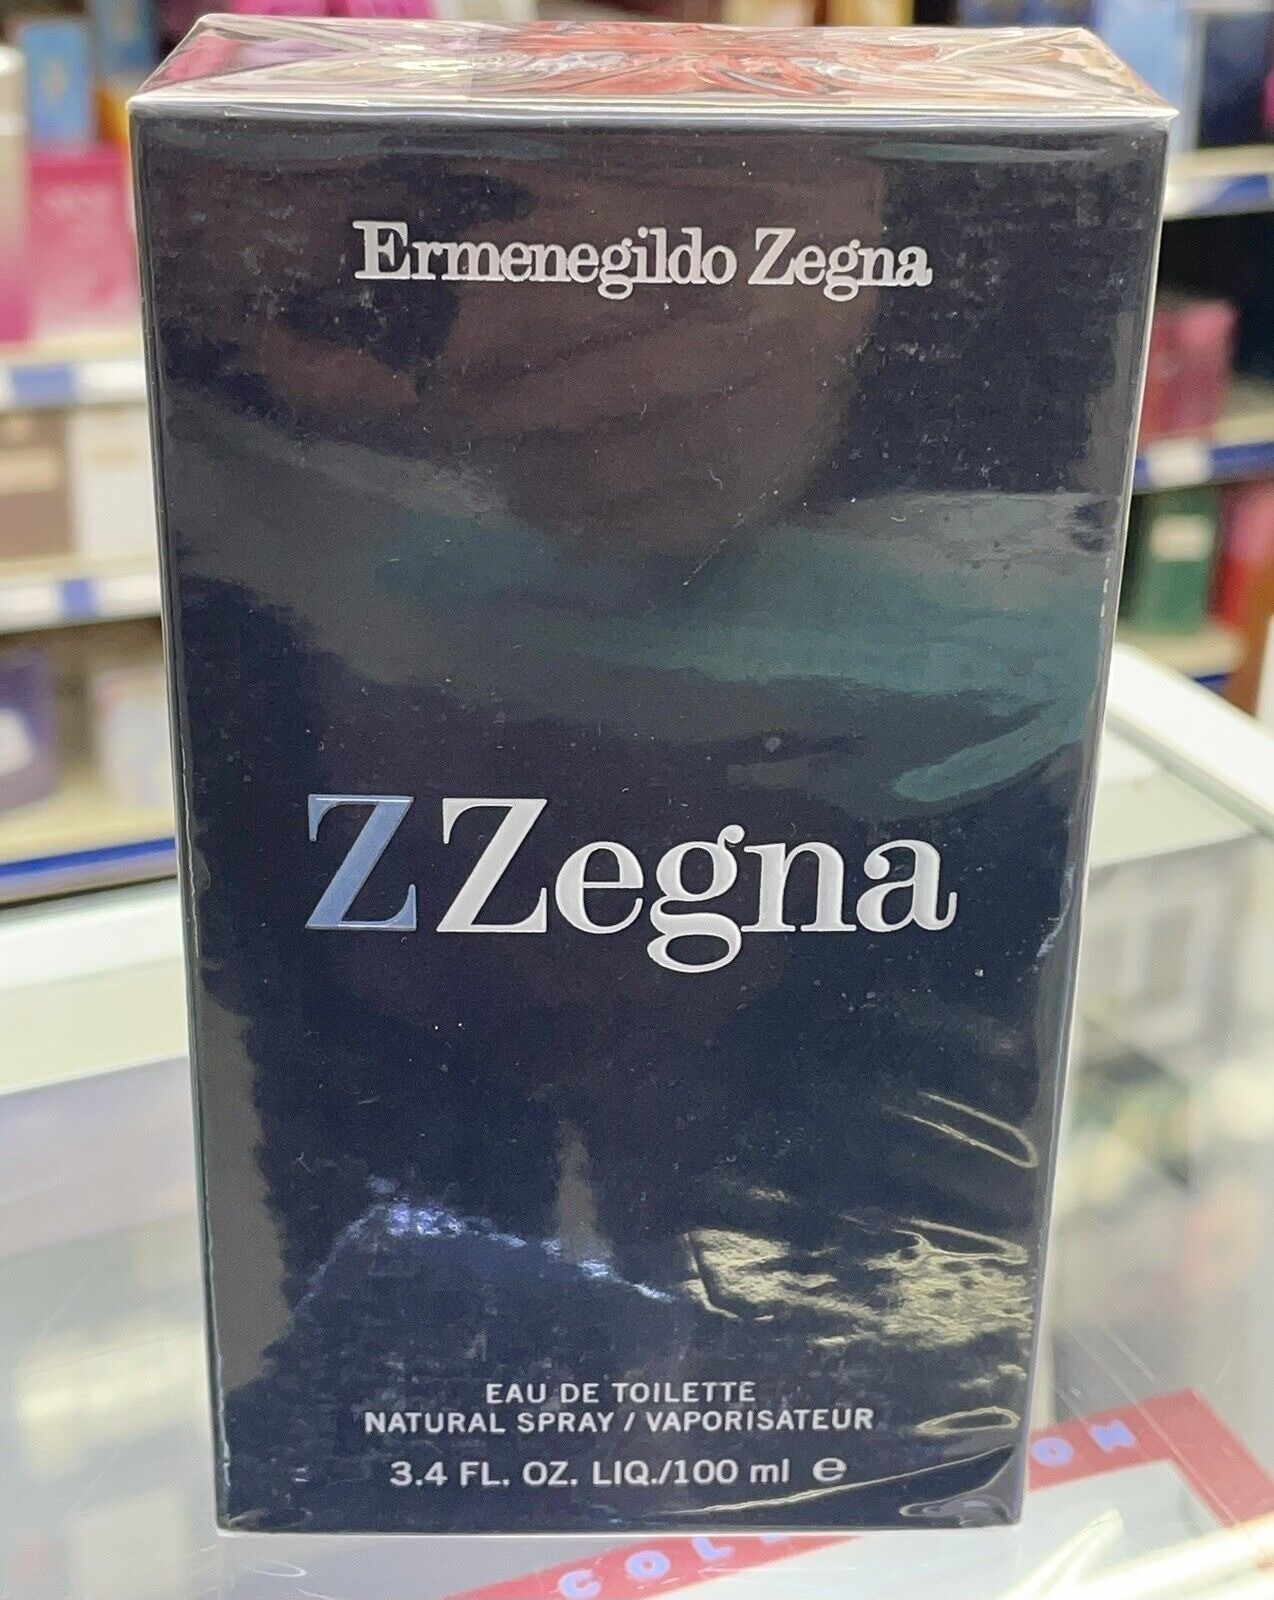 Ermenegildo Zegna
Z Zegna
EAU DE TOILETTE
NATURAL SPRAY / VAPORISATEUR
3.4 FL. OZ. LIQ./100 ml ℮